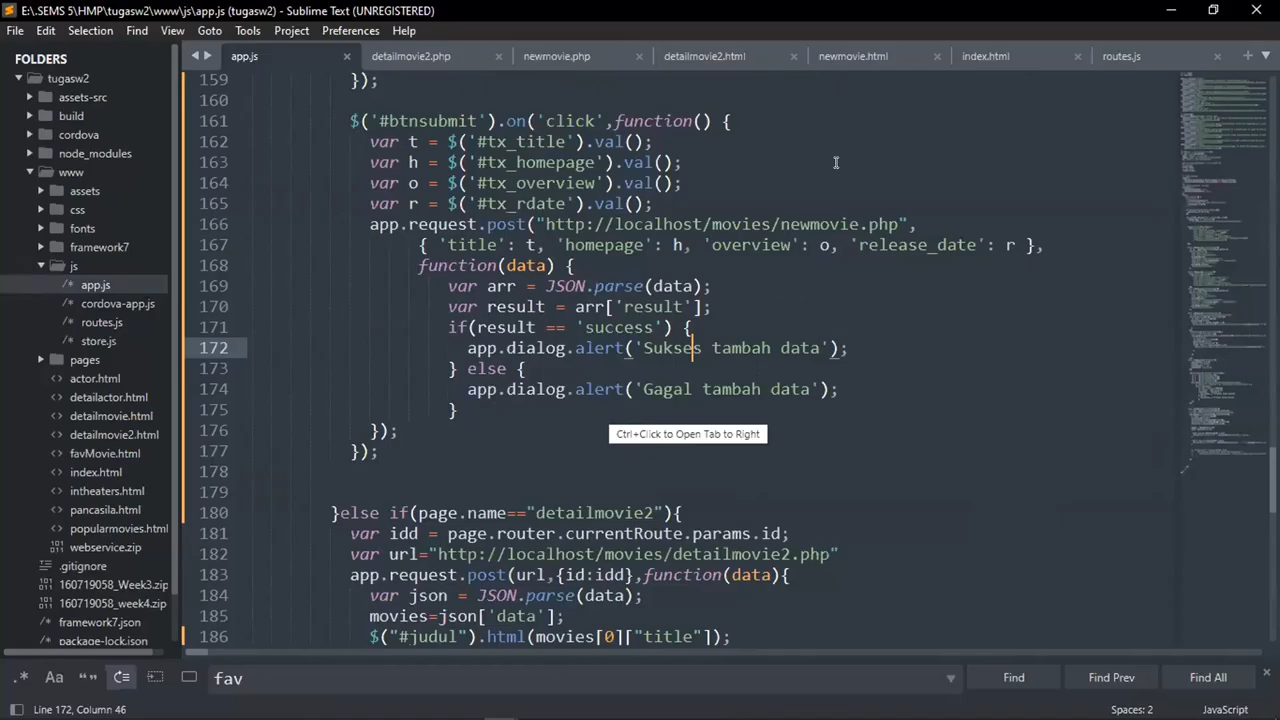 E:\.SEMS 5\HMP\tugasw2\www\js\app.js (tugasw2) - Sublime Text (UNREGISTERED)
File Edit Selection Find View Goto Tools Project Preferences Help
FOLDERS
tugasw2
assets-src
build
cordova
node_modules
www
assets
css
fonts
framework7
js
app.js
cordova-app.js
routes.js
store.js
pages
actor.html
detailactor.html
detailmovie.html
detailmovie2.html
favMovie.html
index.html
intheaters.html
pancasila.html
popularmovies.html
webservice.zip
.gitignore
160719058_Week3.zip
160719058_week4.zip
framework7.json
package-lock.json
app.js detailmovie2.php newmovie.php detailmovie2.html newmovie.html index.html routes.js
159 });
160
161 $('#btnsubmit').on('click',function() {
162 var t = $('#tx_title').val();
163 var h = $('#tx_homepage').val();
164 var o = $('#tx_overview').val();
165 var r = $('#tx_rdate').val();
166 app.request.post("http://localhost/movies/newmovie.php",
167 { 'title': t, 'homepage': h, 'overview': o, 'release_date': r },
168 function(data) {
169 var arr = JSON.parse(data);
170 var result = arr['result'];
171 if(result == 'success') {
172 app.dialog.alert('Sukses tambah data');
173 } else {
174 app.dialog.alert('Gagal tambah data');
175 }
176 });
177 });
178
179
180 }else if(page.name=="detailmovie2"){
181 var idd = page.router.currentRoute.params.id;
182 var url="http://localhost/movies/detailmovie2.php"
183 app.request.post(url,{id:idd},function(data){
184 var json = JSON.parse(data);
185 movies=json['data'];
186 $("#judul").html(movies[0]["title"]);
Ctrl+Click to Open Tab to Right
.* Aa “” fav Find Find Prev Find All
Line 172, Column 46 Spaces: 2 JavaScript